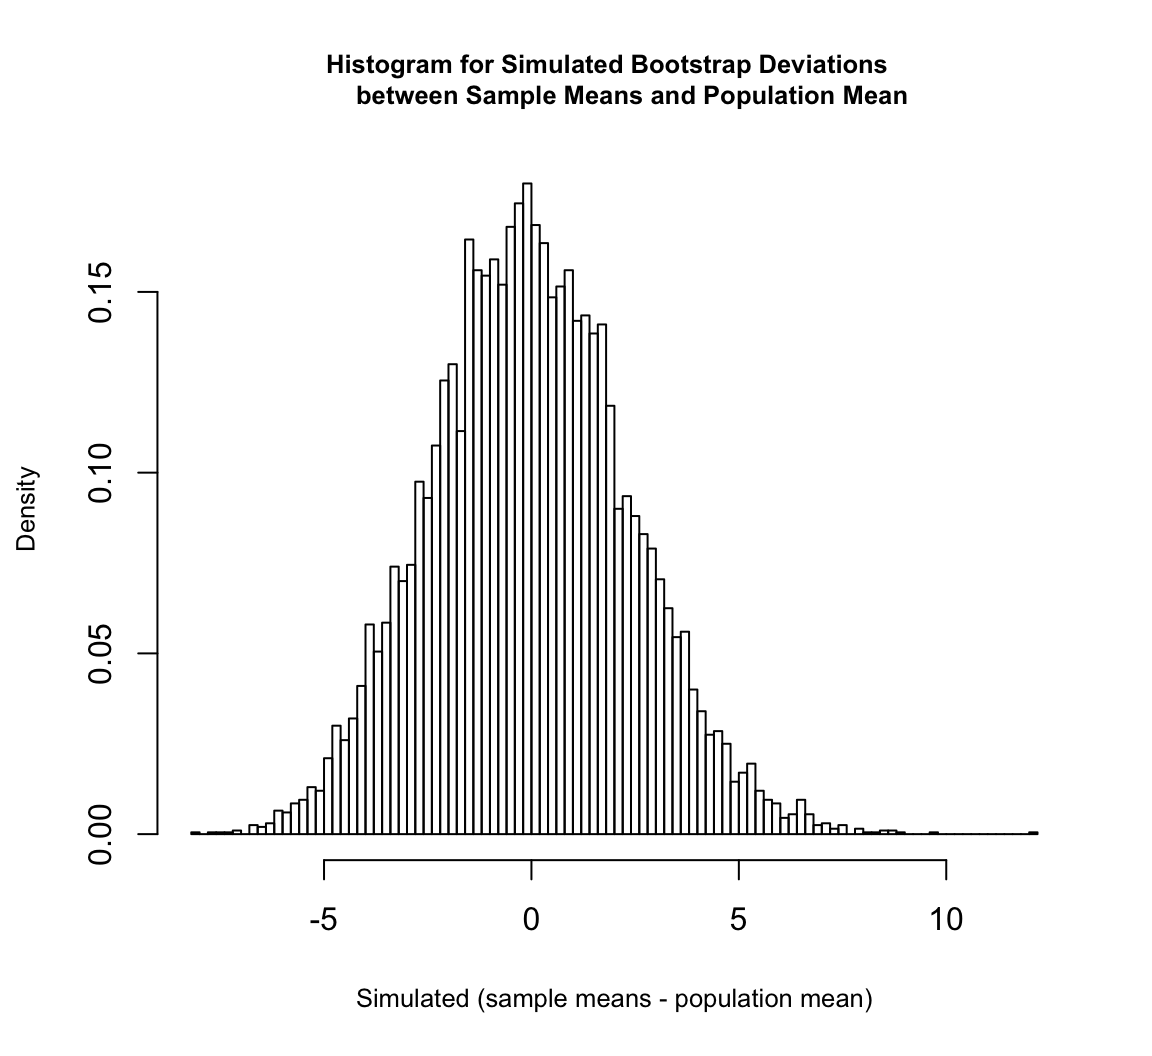 Histogram for Simulated Bootstrap Deviations
between Sample Means and Population Mean
0.15
0.10
0.05
0.00
Density
-5 0 5 10
Simulated (sample means - population mean)